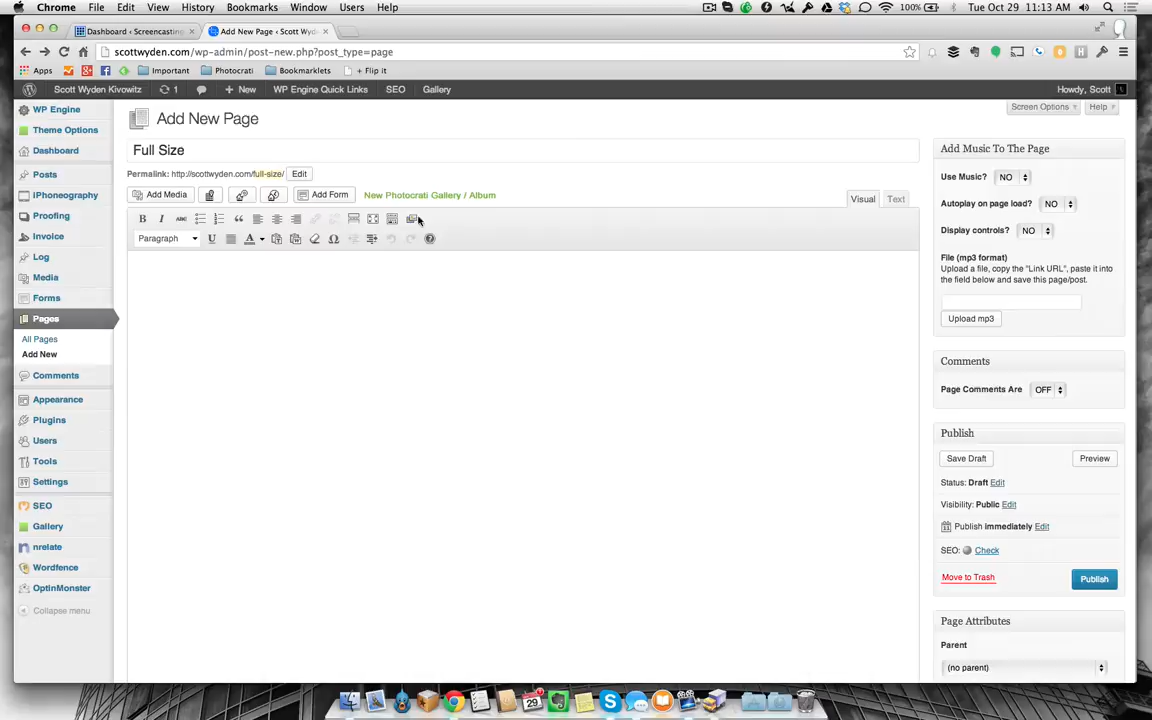 Chrome File Edit View History Bookmarks Window Users Help 100% Tue Oct 29 11:13 AM
Dashboard ‹ Screencasting × Add New Page ‹ Scott Wyd ×
scottwyden.com/wp-admin/post-new.php?post_type=page
Apps Important Photocrati Bookmarklets + Flip it
Scott Wyden Kivowitz 1 + New WP Engine Quick Links SEO Gallery Howdy, Scott
Screen Options Help
WP Engine
Theme Options
Dashboard
Posts
iPhoneography
Proofing
Invoice
Log
Media
Forms
Pages
All Pages
Add New
Comments
Appearance
Plugins
Users
Tools
Settings
SEO
Gallery
nrelate
Wordfence
OptinMonster
Collapse menu
Add New Page
Full Size
Permalink: http://scottwyden.com/full-size/ Edit
Add Media Add Form New Photocrati Gallery / Album Visual Text
B I ABC
Paragraph U A Ω
Add Music To The Page
Use Music? NO
Autoplay on page load? NO
Display controls? NO
File (mp3 format)
Upload a file, copy the "Link URL", paste it into
the field below and save this page/post.
Upload mp3
Comments
Page Comments Are OFF
Publish
Save Draft Preview
Status: Draft Edit
Visibility: Public Edit
Publish immediately Edit
SEO: Check
Move to Trash Publish
Page Attributes
Parent
(no parent)
29